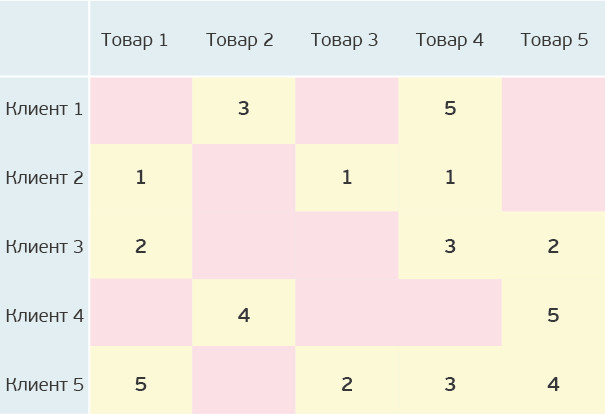 Товар 1 Товар 2 Товар 3 Товар 4 Товар 5
Клиент 1 3 5
Клиент 2 1 1 1
Клиент 3 2 3 2
Клиент 4 4 5
Клиент 5 5 2 3 4